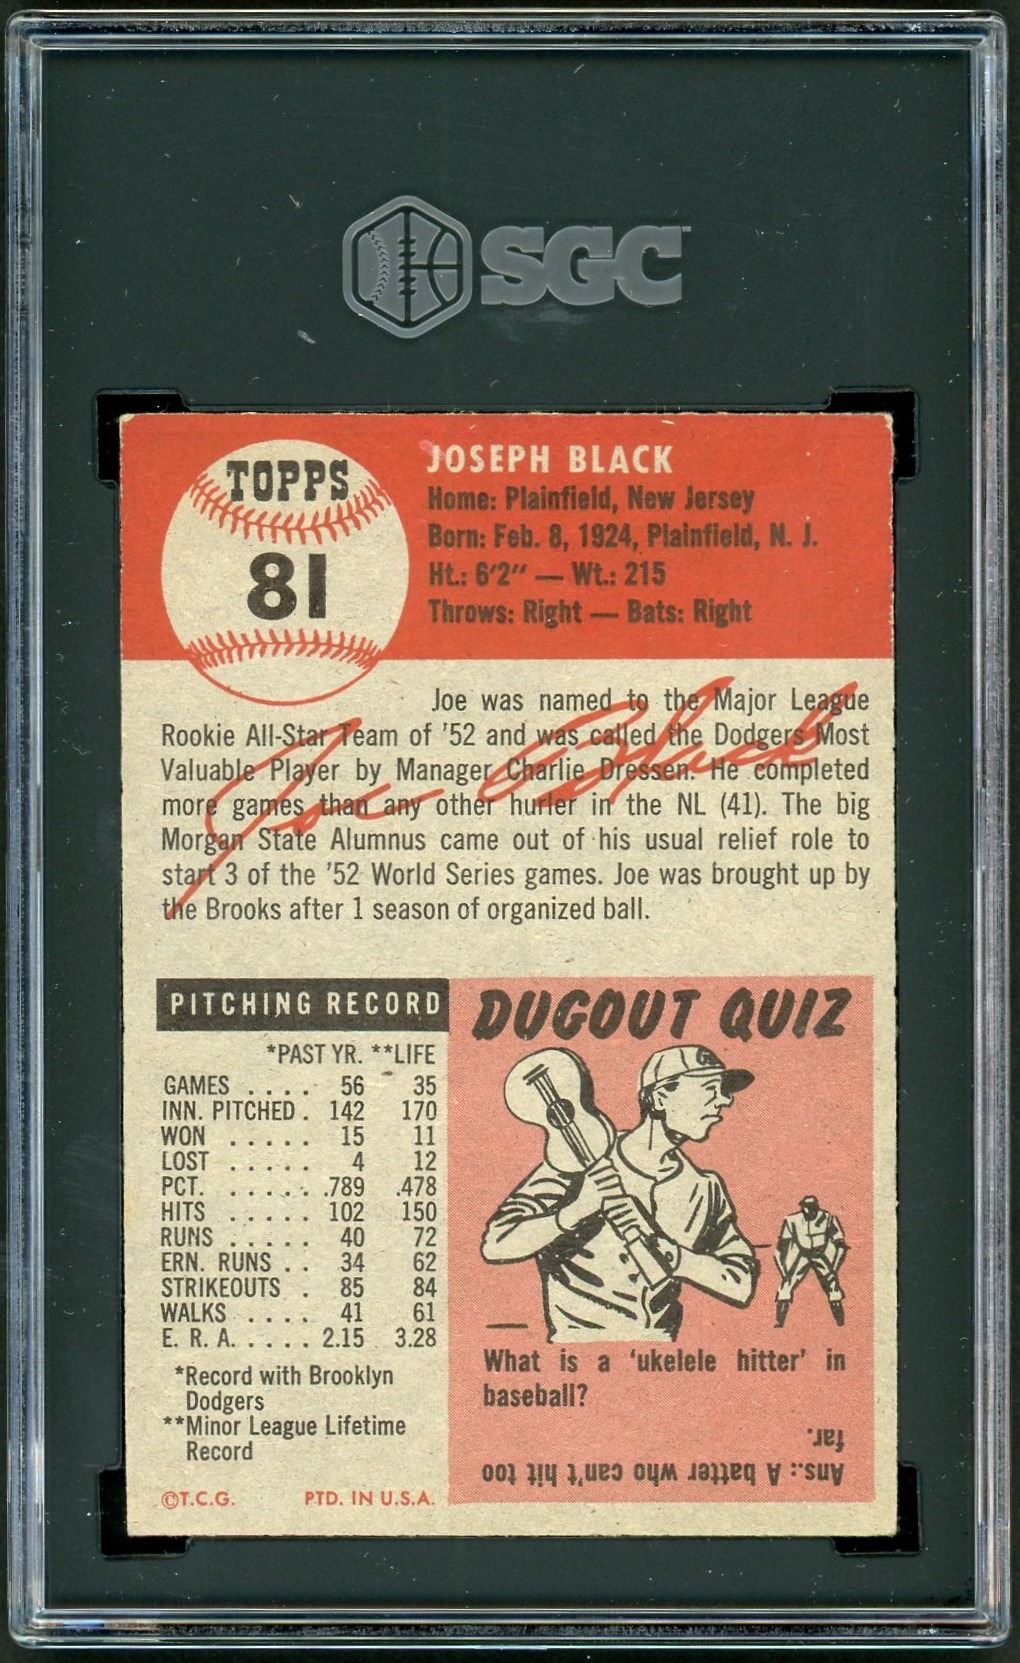 SGC
TOPPS
81
JOSEPH BLACK
Home: Plainfield, New Jersey
Born: Feb. 8, 1924, Plainfield, N. J.
Ht.: 6'2" — Wt.: 215
Throws: Right — Bats: Right
Joe Black
Joe was named to the Major League
Rookie All-Star Team of '52 and was called the Dodgers Most
Valuable Player by Manager Charlie Dressen. He completed
more games than any other hurler in the NL (41). The big
Morgan State Alumnus came out of his usual relief role to
start 3 of the '52 World Series games. Joe was brought up by
the Brooks after 1 season of organized ball.
PITCHING RECORD
*PAST YR. **LIFE
GAMES .... 56 35
INN. PITCHED . 142 170
WON ..... 15 11
LOST ..... 4 12
PCT. ...... .789 .478
HITS ..... 102 150
RUNS ..... 40 72
ERN. RUNS .. 34 62
STRIKEOUTS . 85 84
WALKS .... 41 61
E. R. A. .... 2.15 3.28
*Record with Brooklyn
Dodgers
**Minor League Lifetime
Record
©T.C.G. PTD. IN U.S.A.
DUGOUT QUIZ
What is a 'ukelele hitter' in
baseball?
Ans.: A batter who can't hit too
far.